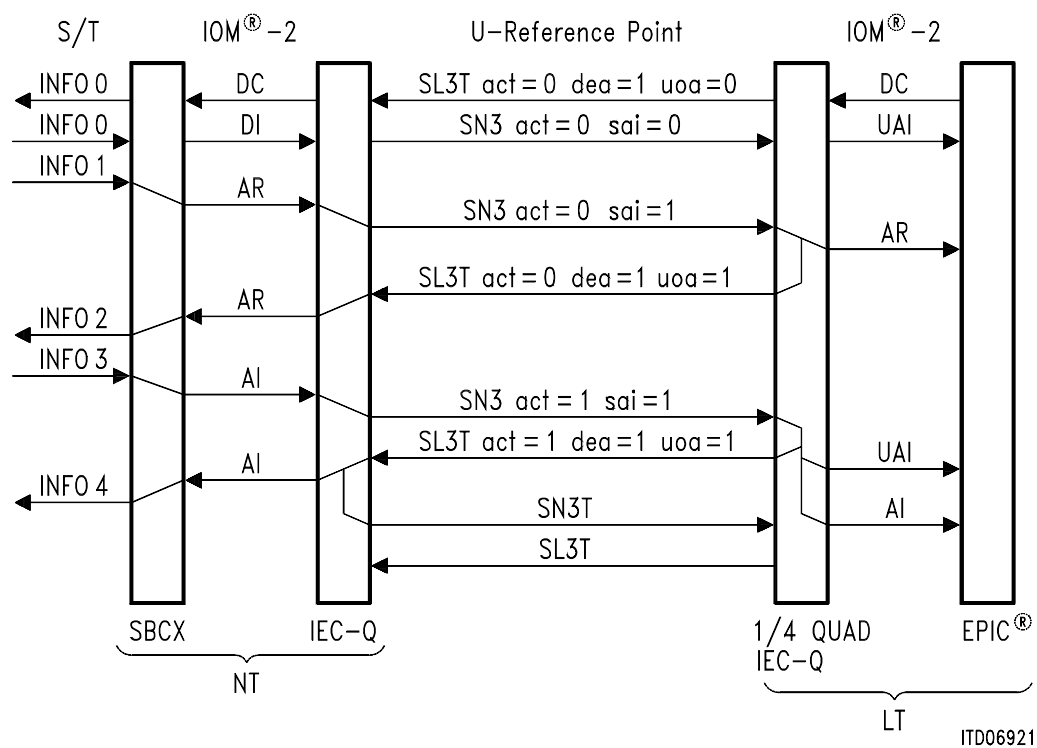 S/T IOM®-2 U-Reference Point IOM®-2
INFO 0 DC SL3T act=0 dea=1 uoa=0 DC
INFO 0 DI SN3 act=0 sai=0 UAI
INFO 1
AR
SN3 act=0 sai=1
AR
SL3T act=0 dea=1 uoa=1
AR
INFO 2
INFO 3
AI
SN3 act=1 sai=1
SL3T act=1 dea=1 uoa=1
UAI
AI
INFO 4
SN3T AI
SL3T
SBCX IEC-Q 1/4 QUAD EPIC®
IEC-Q
NT
LT
ITD06921